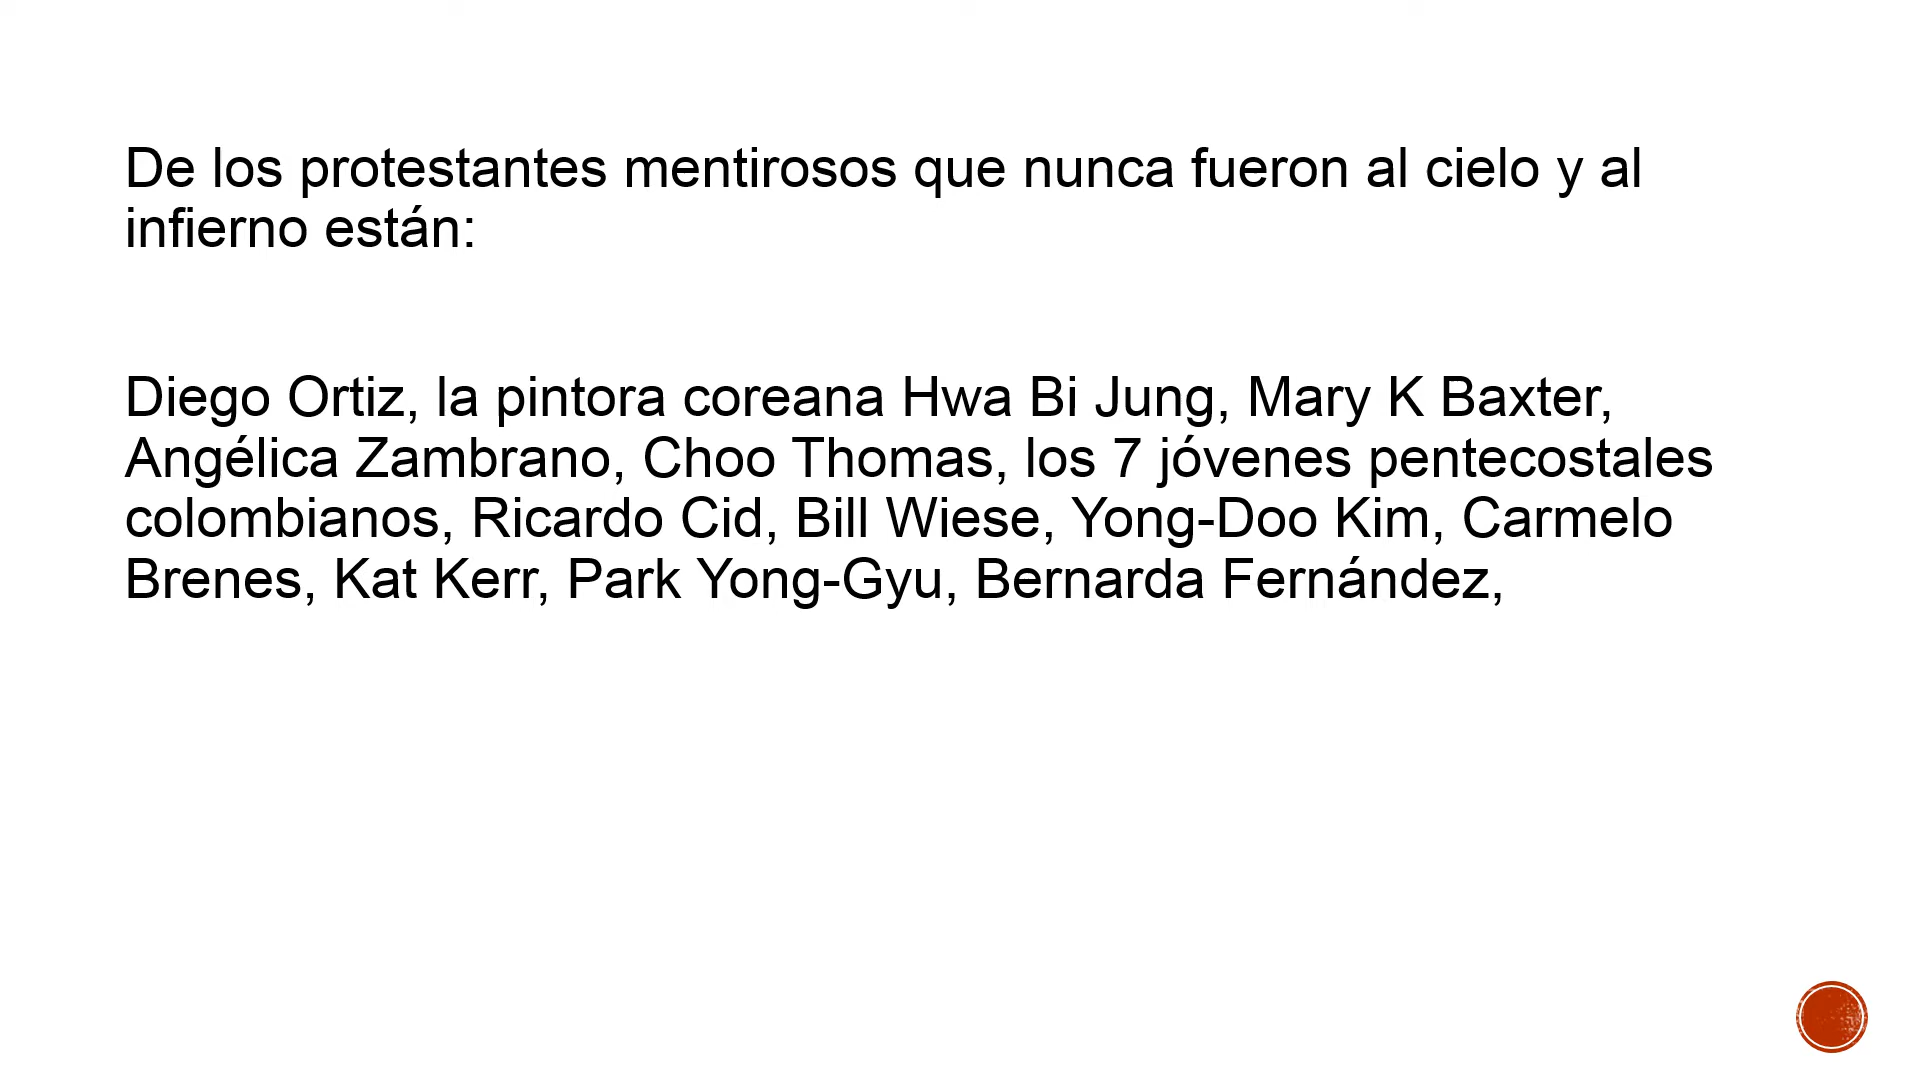 De los protestantes mentirosos que nunca fueron al cielo y al
infierno están:
Diego Ortiz, la pintora coreana Hwa Bi Jung, Mary K Baxter,
Angélica Zambrano, Choo Thomas, los 7 jóvenes pentecostales
colombianos, Ricardo Cid, Bill Wiese, Yong-Doo Kim, Carmelo
Brenes, Kat Kerr, Park Yong-Gyu, Bernarda Fernández,